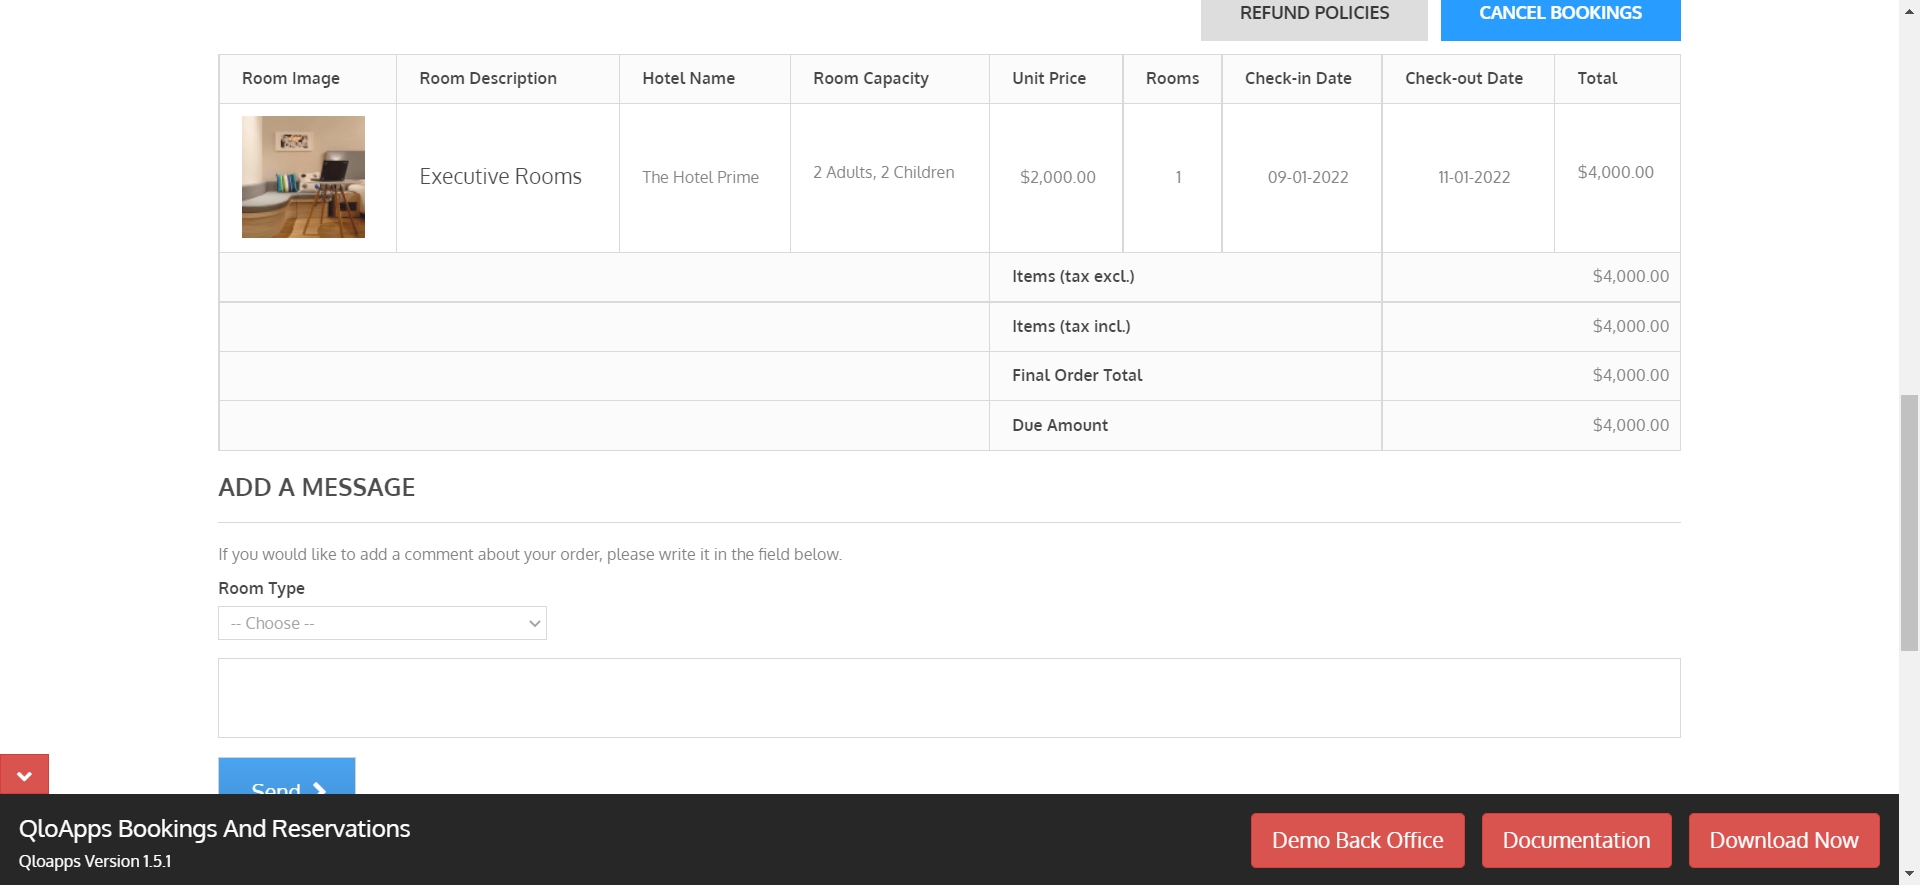 REFUND POLICIES CANCEL BOOKINGS
Room Image Room Description Hotel Name Room Capacity Unit Price Rooms Check-in Date Check-out Date Total
Executive Rooms The Hotel Prime 2 Adults, 2 Children $2,000.00 1 09-01-2022 11-01-2022 $4,000.00
Items (tax excl.) $4,000.00
Items (tax incl.) $4,000.00
Final Order Total $4,000.00
Due Amount $4,000.00
ADD A MESSAGE
If you would like to add a comment about your order, please write it in the field below.
Room Type
-- Choose --
Send
QloApps Bookings And Reservations
Qloapps Version 1.5.1
Demo Back Office Documentation Download Now